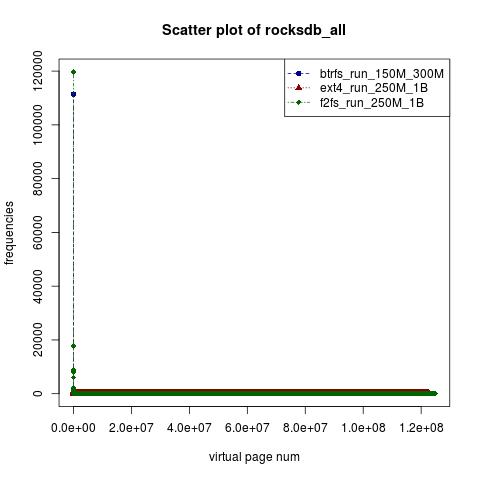 Scatter plot of rocksdb_all
btrfs_run_150M_300M
ext4_run_250M_1B
f2fs_run_250M_1B
frequencies
120000
100000
80000
60000
40000
20000
0
0.0e+00 2.0e+07 4.0e+07 6.0e+07 8.0e+07 1.0e+08 1.2e+08
virtual page num